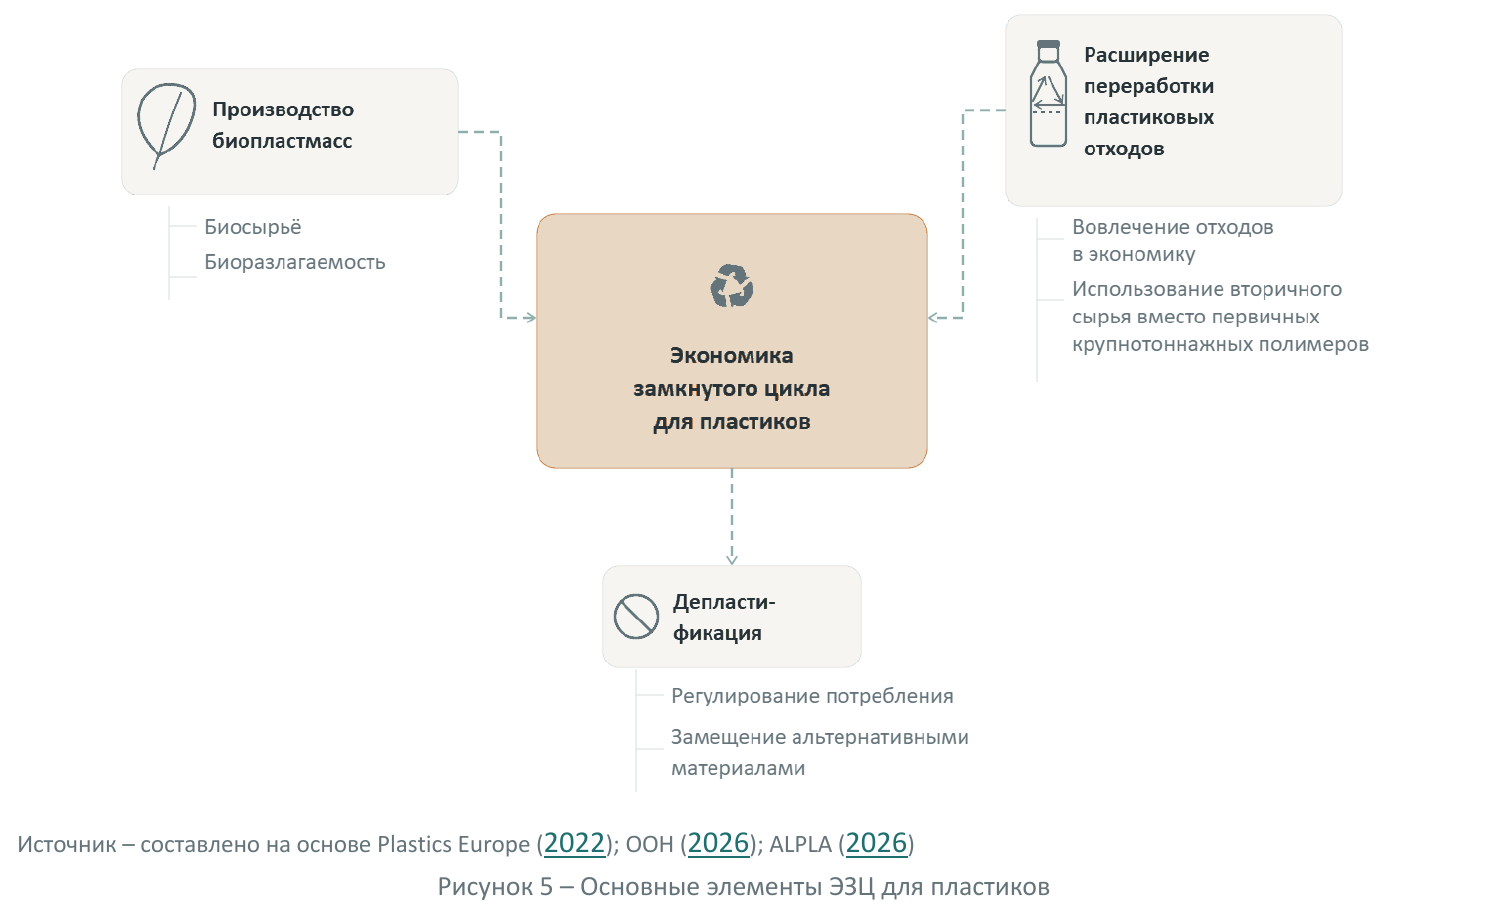 Производство
биопластмасс
Биосырьё
Биоразлагаемость
Расширение
переработки
пластиковых
отходов
Вовлечение отходов
в экономику
Использование вторичного
сырья вместо первичных
крупнотоннажных полимеров
Экономика
замкнутого цикла
для пластиков
Депласти-
фикация
Регулирование потребления
Замещение альтернативными
материалами
Источник – составлено на основе Plastics Europe (2022); ООН (2026); ALPLA (2026)
Рисунок 5 – Основные элементы ЭЗЦ для пластиков